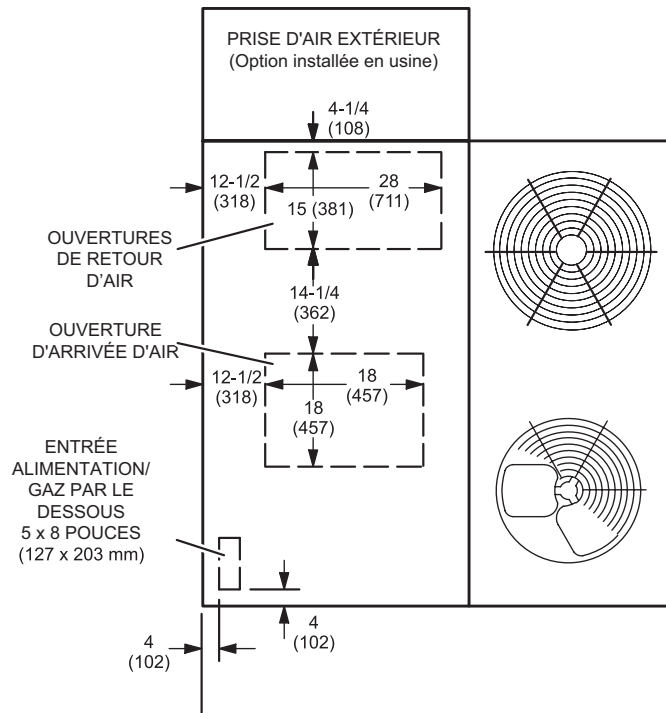 PRISE D'AIR EXTÉRIEUR
(Option installée en usine)
4-1/4
(108)
12-1/2
(318)
28
(711)
15 (381)
OUVERTURES
DE RETOUR
D’AIR
14-1/4
(362)
OUVERTURE
D'ARRIVÉE D'AIR
12-1/2
(318)
18
(457)
18
(457)
ENTRÉE
ALIMENTATION/
GAZ PAR LE
DESSOUS
5 x 8 POUCES
(127 x 203 mm)
4
(102)
4
(102)